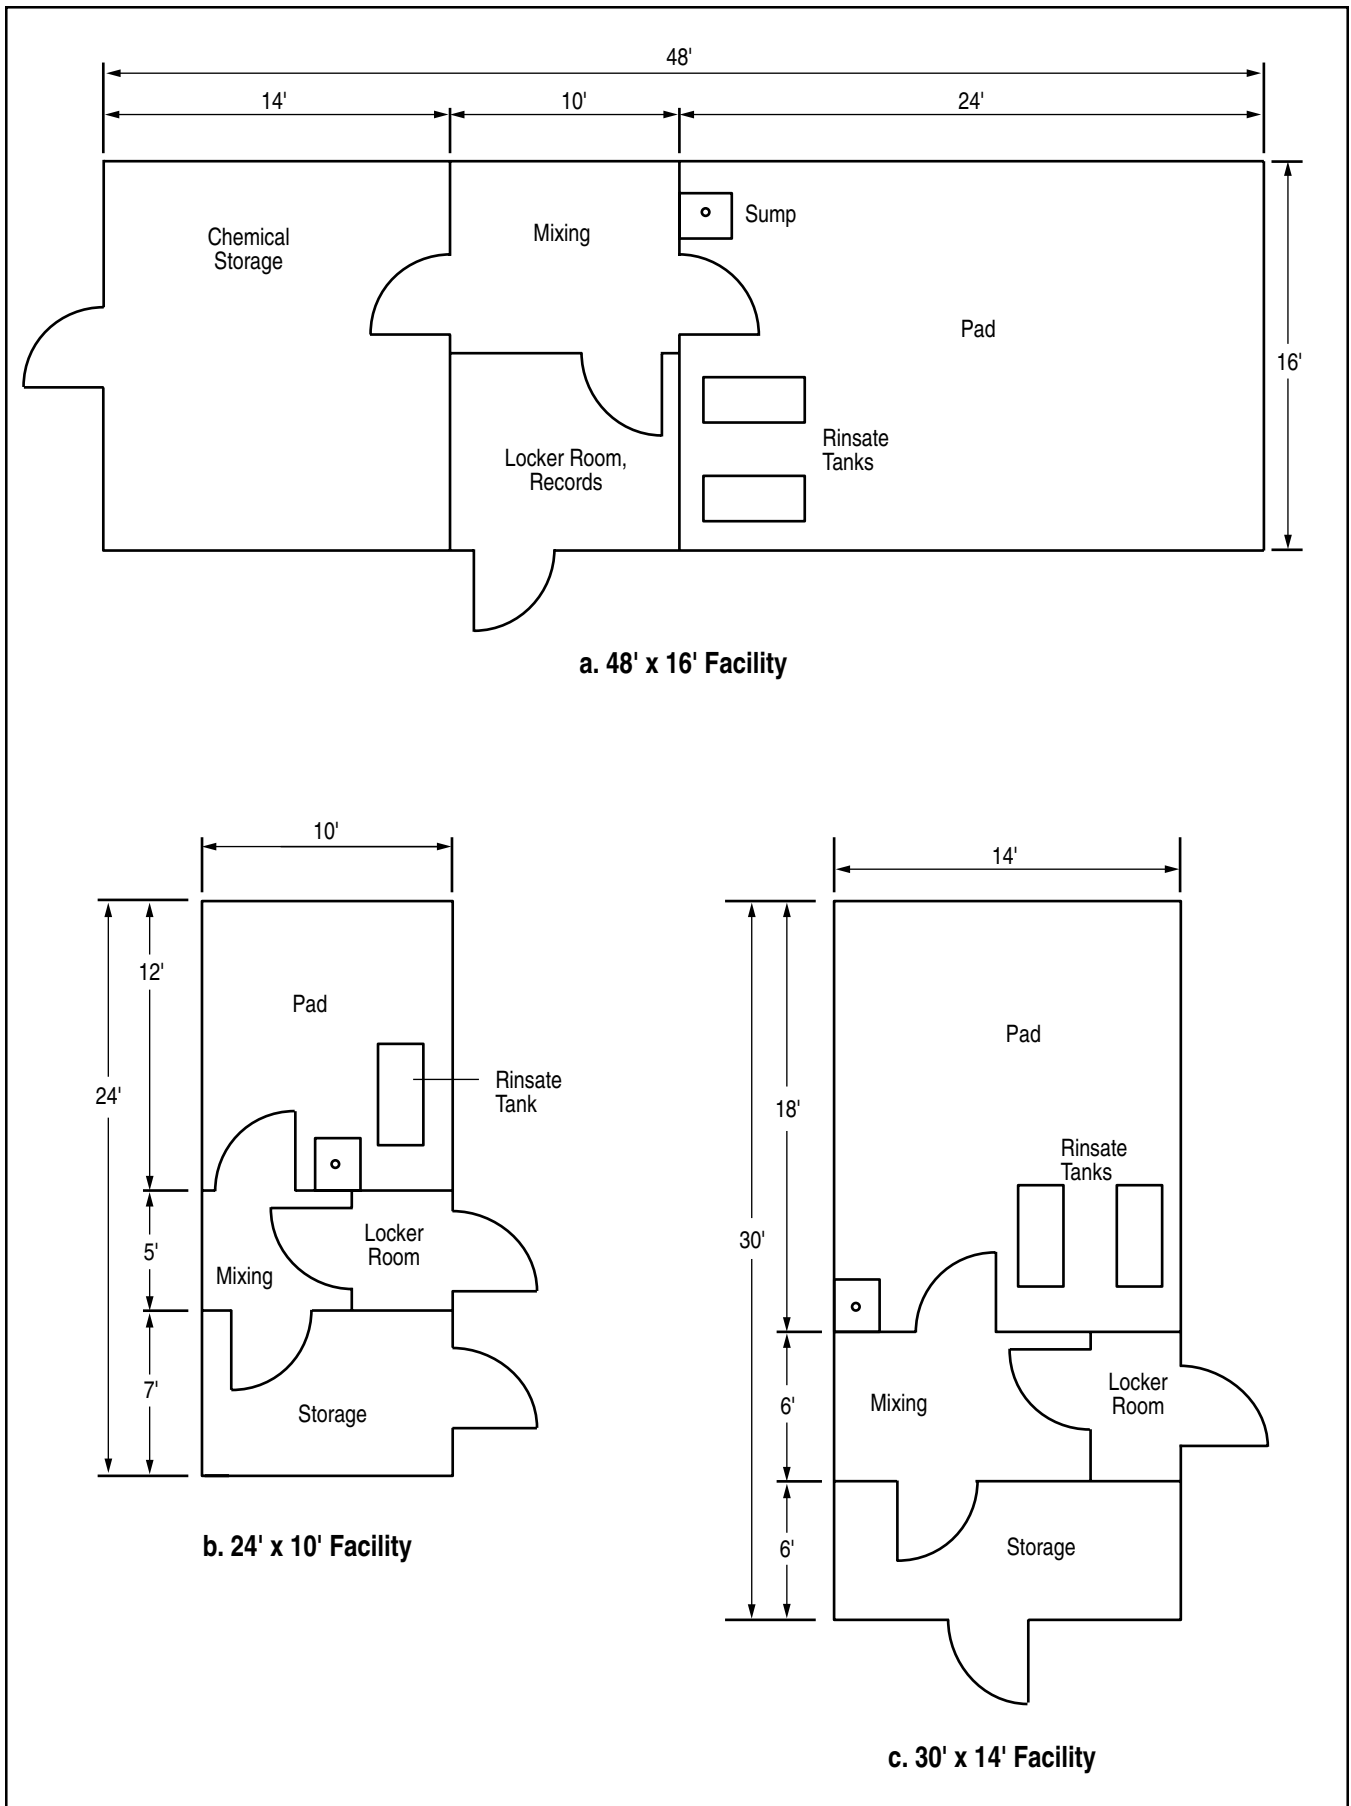 48'
14'
10'
24'
Chemical
Storage
Mixing
Sump
Pad
16'
Rinsate
Tanks
Locker Room,
Records
a. 48' x 16' Facility
10'
12'
Pad
24'
Rinsate
Tank
5'
Locker
Room
Mixing
7'
Storage
b. 24' x 10' Facility
14'
Pad
18'
Rinsate
Tanks
30'
6'
Mixing
Locker
Room
6'
Storage
c. 30' x 14' Facility